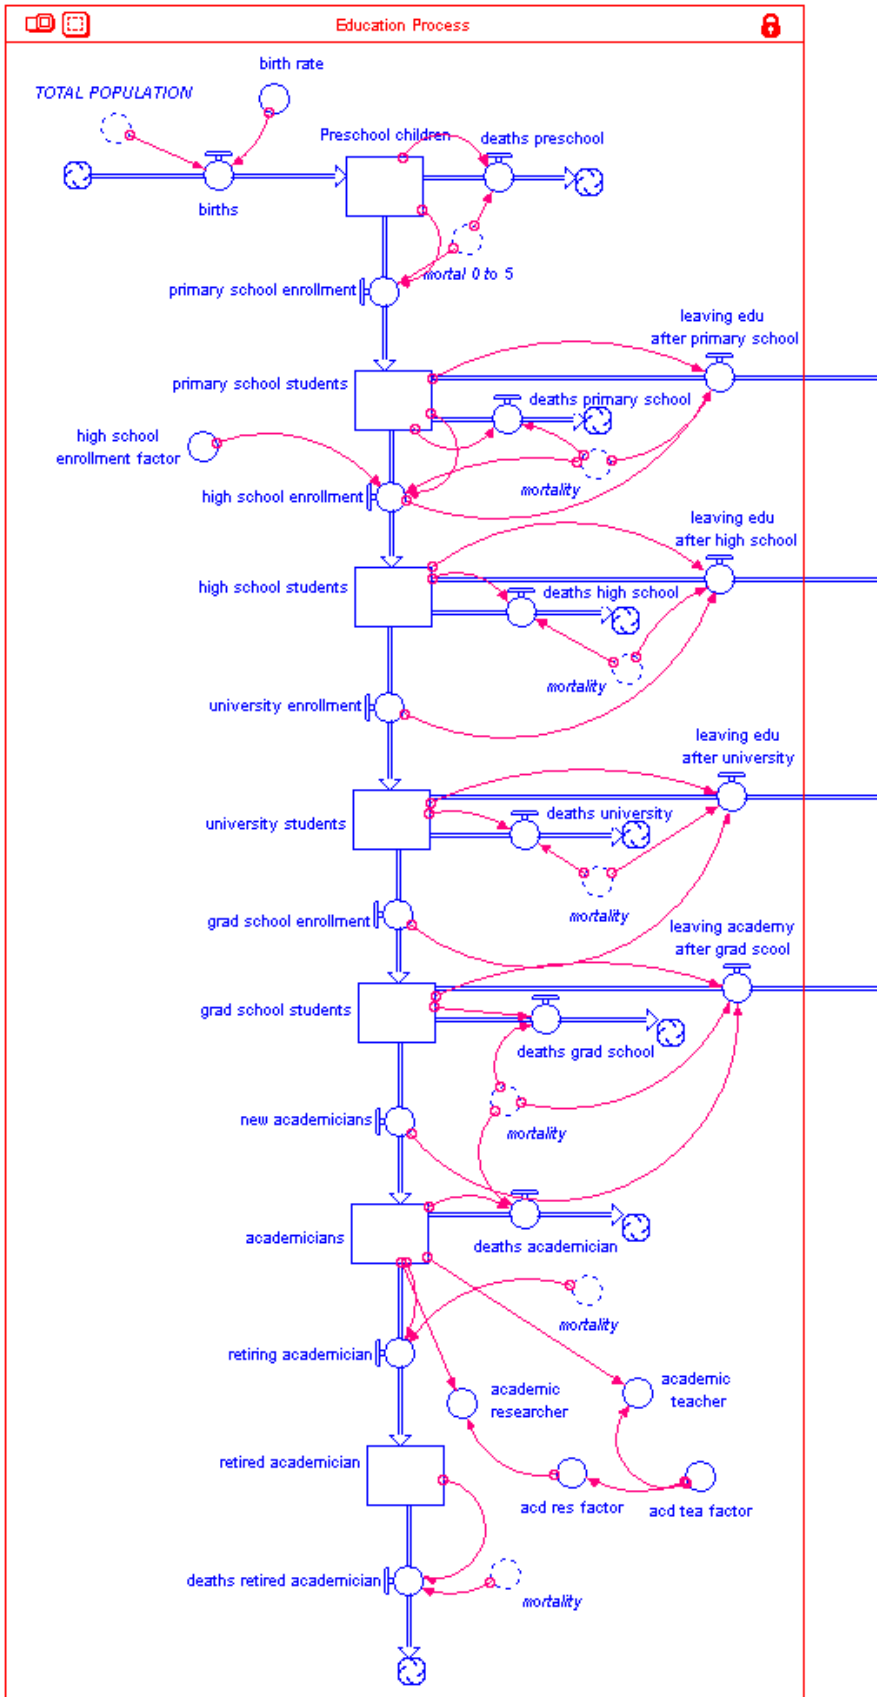 Education Process
birth rate
TOTAL POPULATION
Preschool children
deaths preschool
births
mortal 0 to 5
primary school enrollment
leaving edu
after primary school
primary school students
deaths primary school
high school
enrollment factor
mortality
high school enrollment
leaving edu
after high school
high school students
deaths high school
mortality
university enrollment
leaving edu
after university
deaths university
university students
mortality
grad school enrollment
leaving academy
after grad scool
grad school students
deaths grad school
new academicians
mortality
academicians
deaths academician
mortality
retiring academician
academic
researcher
academic
teacher
retired academician
acd res factor
acd tea factor
deaths retired academician
mortality